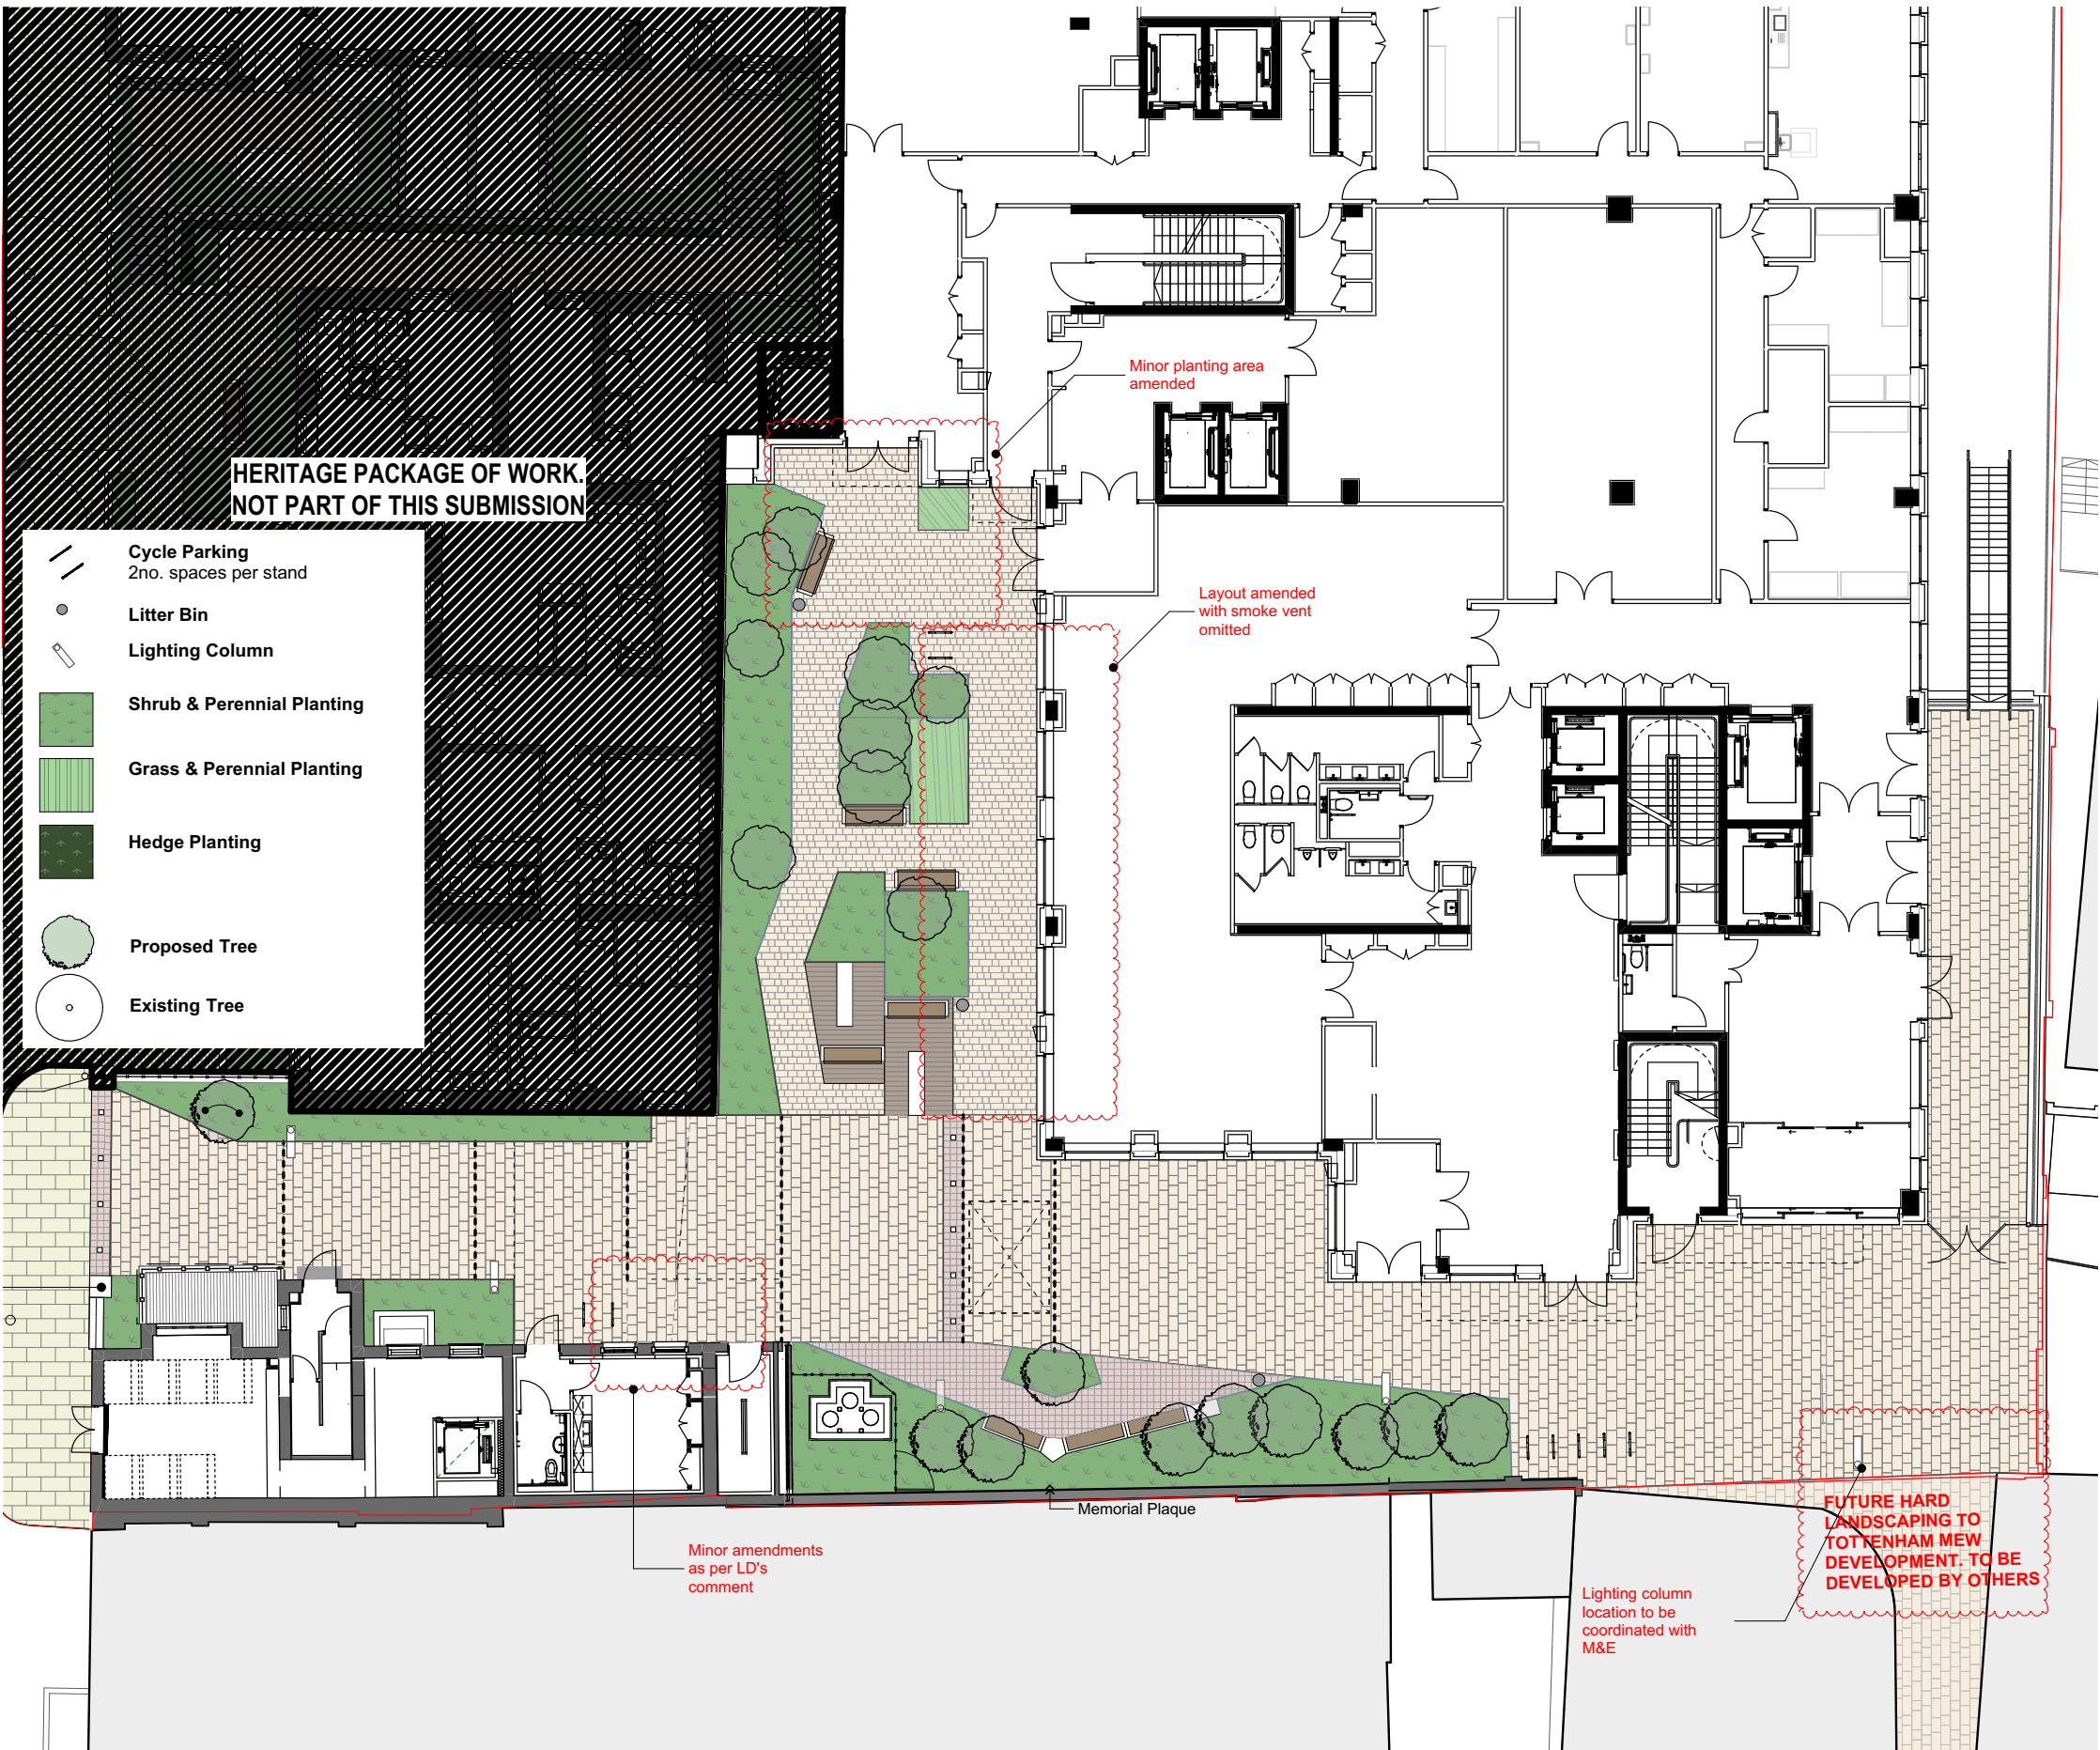 Minor planting area
amended
HERITAGE PACKAGE OF WORK.
NOT PART OF THIS SUBMISSION
Cycle Parking
2no. spaces per stand
Litter Bin
Lighting Column
Shrub & Perennial Planting
Grass & Perennial Planting
Hedge Planting
Proposed Tree
Existing Tree
Layout amended
with smoke vent
omitted
Memorial Plaque
Minor amendments
as per LD's
comment
FUTURE HARD
LANDSCAPING TO
TOTTENHAM MEW
DEVELOPMENT. TO BE
DEVELOPED BY OTHERS
Lighting column
location to be
coordinated with
M&E